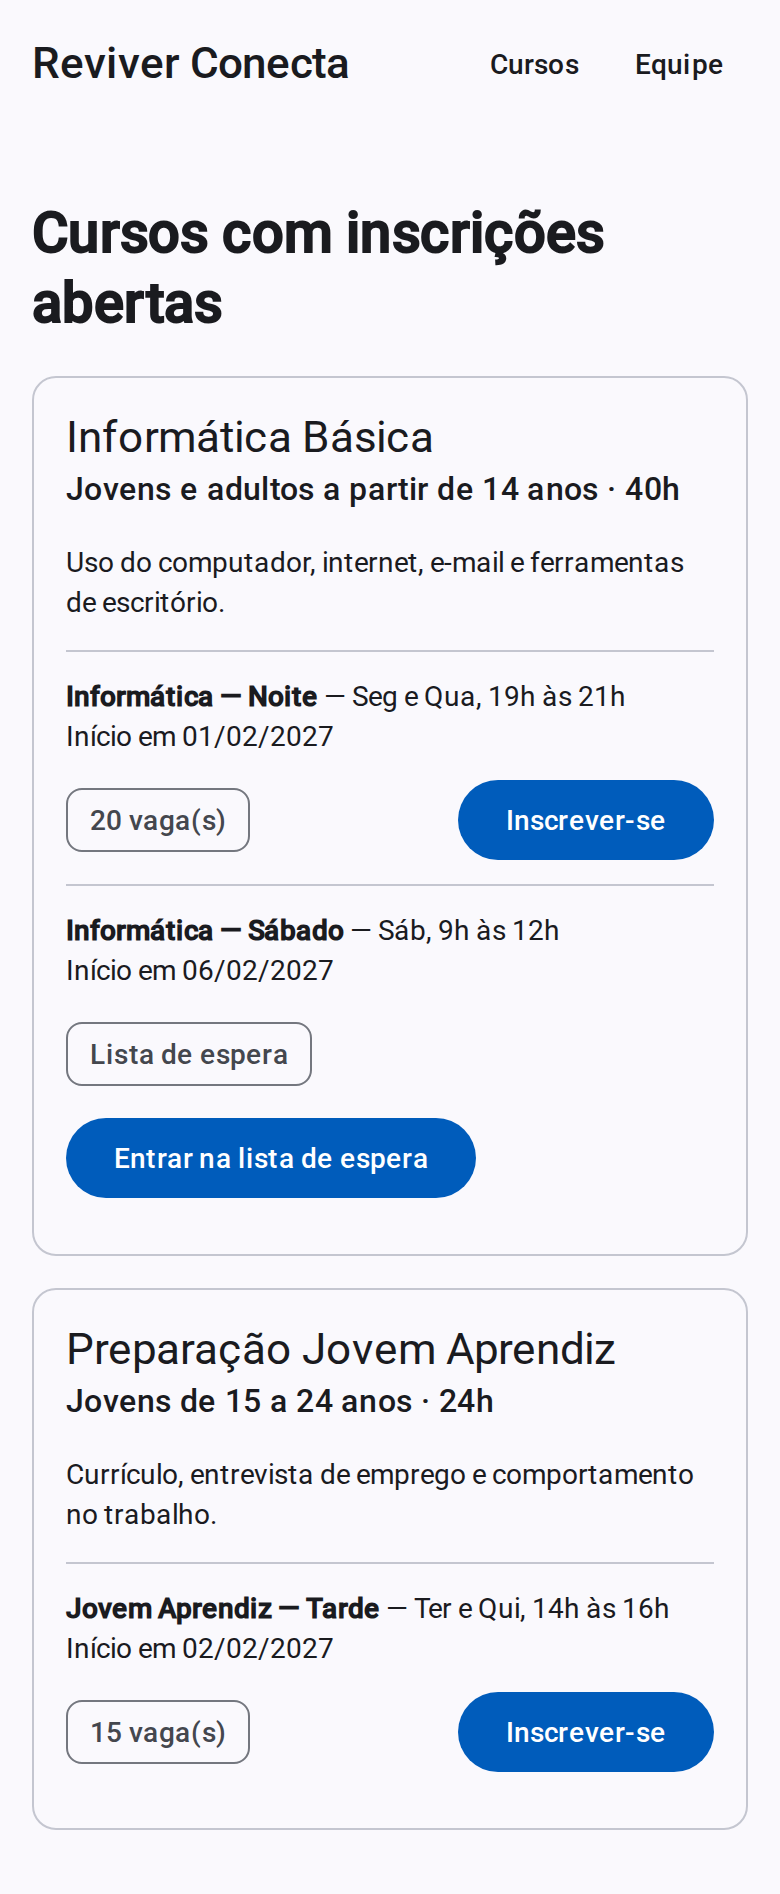 Reviver Conecta
Cursos
Equipe
Cursos com inscrições
abertas
Informática Básica
Jovens e adultos a partir de 14 anos · 40h
Uso do computador, internet, e-mail e ferramentas
de escritório.
Informática — Noite — Seg e Qua, 19h às 21h
Início em 01/02/2027
20 vaga(s)
Inscrever-se
Informática — Sábado — Sáb, 9h às 12h
Início em 06/02/2027
Lista de espera
Entrar na lista de espera
Preparação Jovem Aprendiz
Jovens de 15 a 24 anos · 24h
Currículo, entrevista de emprego e comportamento
no trabalho.
Jovem Aprendiz — Tarde — Ter e Qui, 14h às 16h
Início em 02/02/2027
15 vaga(s)
Inscrever-se